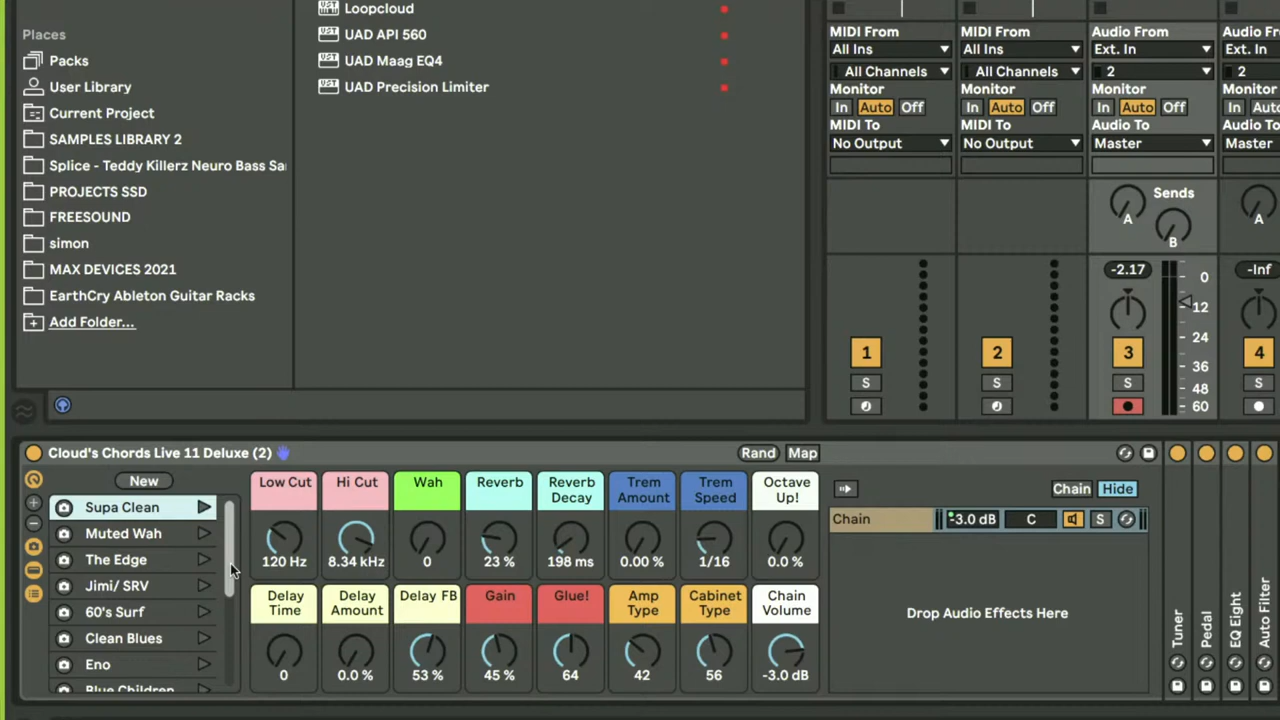 Places
Packs
User Library
Current Project
SAMPLES LIBRARY 2
Splice - Teddy Killerz Neuro Bass Sa
PROJECTS SSD
FREESOUND
simon
MAX DEVICES 2021
EarthCry Ableton Guitar Racks
Add Folder...
Loopcloud
UAD API 560
UAD Maag EQ4
UAD Precision Limiter
MIDI From MIDI From Audio From Audio Fr
All Ins All Ins Ext. In Ext. In
All Channels All Channels 2 2
Monitor Monitor Monitor Monitor
In Auto Off In Auto Off In Auto Off In Auto
MIDI To MIDI To Audio To Audio To
No Output No Output Master Master
Sends
A A
B
-2.17 0 -Inf
12
24
1 2 3 36 4
S S S 48 S
60
Cloud's Chords Live 11 Deluxe (2) Rand Map
New
Supa Clean
Muted Wah
The Edge
Jimi/ SRV
60's Surf
Clean Blues
Eno
Blue Children
Low Cut Hi Cut Wah Reverb Reverb Decay Trem Amount Trem Speed Octave Up!
120 Hz 8.34 kHz 0 23 % 198 ms 0.00 % 1/16 0.0 %
Delay Time Delay Amount Delay FB Gain Glue! Amp Type Cabinet Type Chain Volume
0 0.0 % 53 % 45 % 64 42 56 -3.0 dB
Chain Hide
Chain -3.0 dB C S
Drop Audio Effects Here
Tuner
Pedal
EQ Eight
Auto Filter